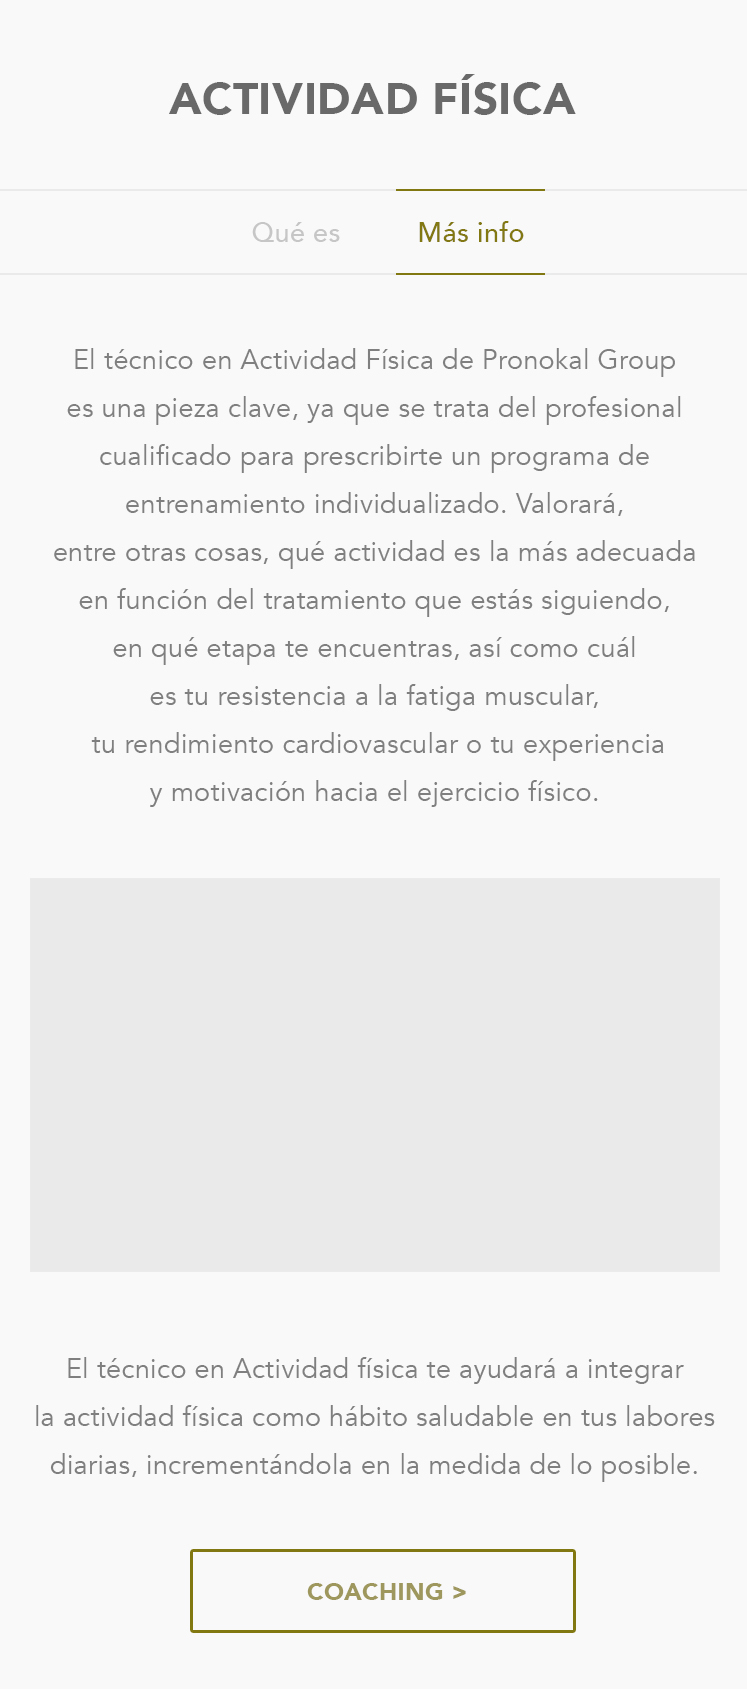 ACTIVIDAD FÍSICA
Qué es
Más info
El técnico en Actividad Física de Pronokal Group
es una pieza clave, ya que se trata del profesional
cualificado para prescribirte un programa de
entrenamiento individualizado. Valorará,
entre otras cosas, qué actividad es la más adecuada
en función del tratamiento que estás siguiendo,
en qué etapa te encuentras, así como cuál
es tu resistencia a la fatiga muscular,
tu rendimiento cardiovascular o tu experiencia
y motivación hacia el ejercicio físico.
El técnico en Actividad física te ayudará a integrar
la actividad física como hábito saludable en tus labores
diarias, incrementándola en la medida de lo posible.
COACHING >